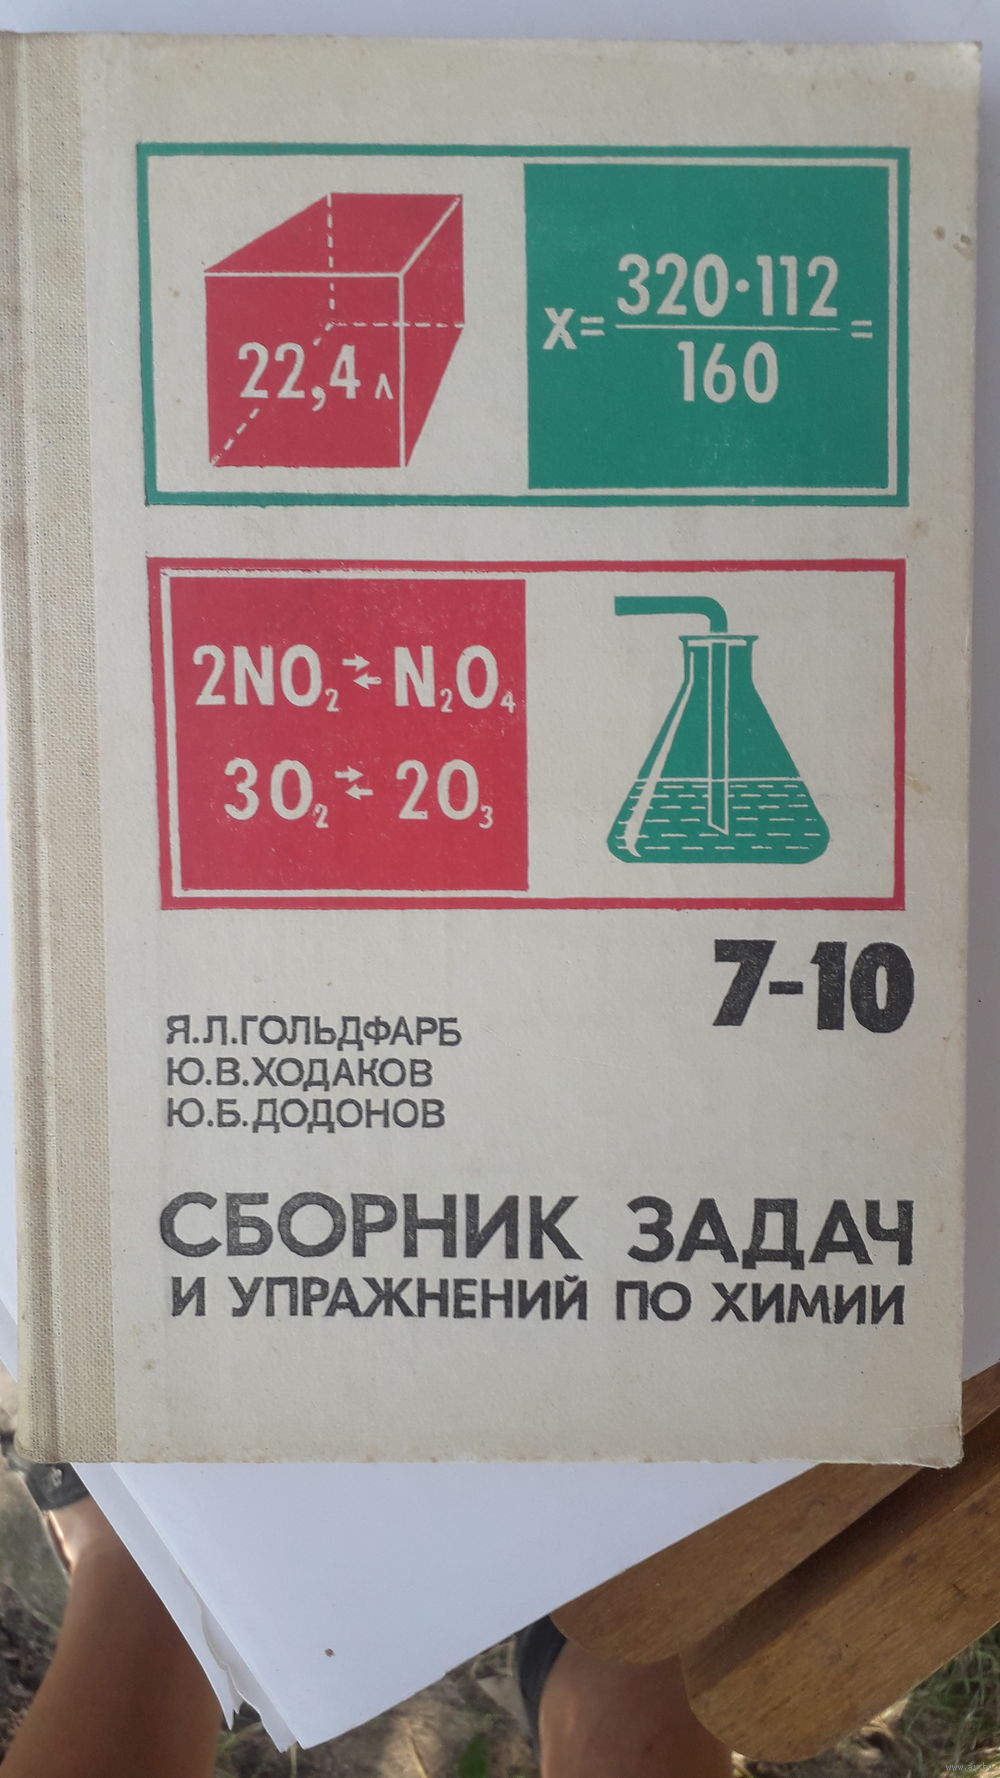 22,4 л
x = 320·112 / 160 =
2NO₂ ⇄ N₂O₄
3O₂ ⇄ 2O₃
7-10
Я.Л.ГОЛЬДФАРБ
Ю.В.ХОДАКОВ
Ю.Б.ДОДОНОВ
СБОРНИК ЗАДАЧ
И УПРАЖНЕНИЙ ПО ХИМИИ